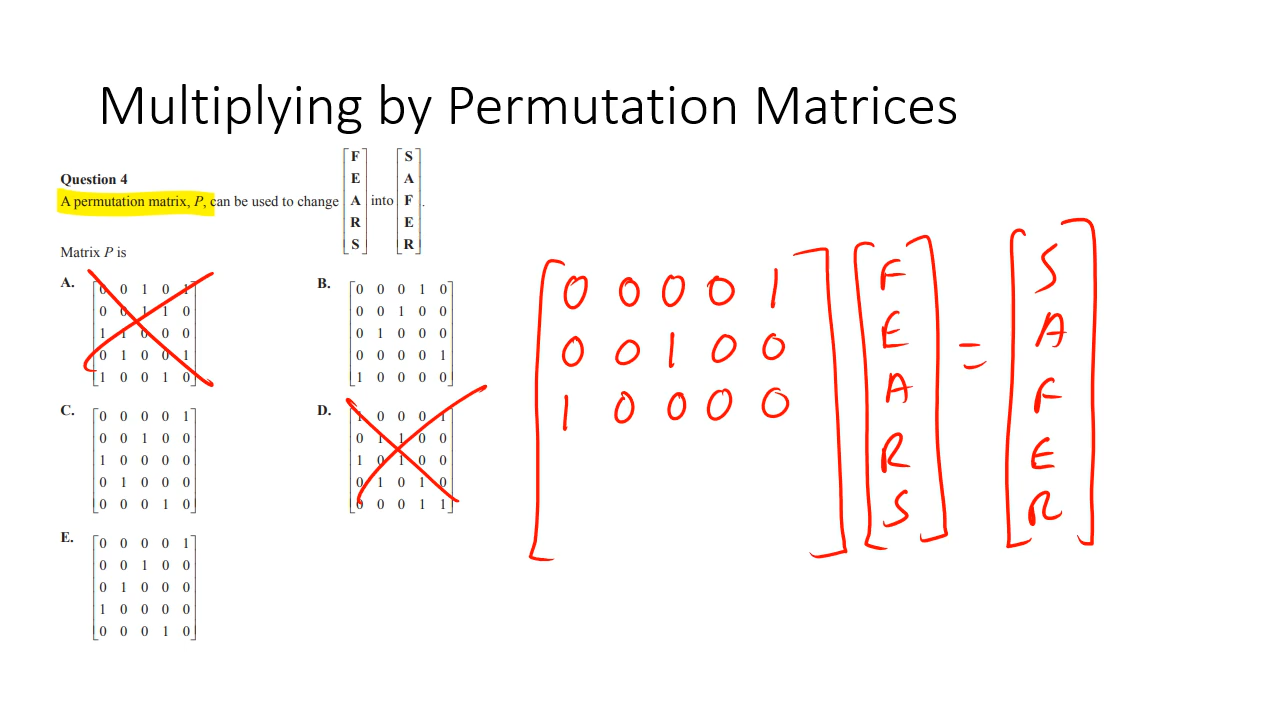 Multiplying by Permutation Matrices
Question 4
A permutation matrix, P, can be used to change [F E A R S] into [S A F E R].
Matrix P is
A.
0 0 1 0 1
0 0 1 1 0
1 1 0 0 0
0 1 0 0 1
1 0 0 1 0
B.
0 0 0 1 0
0 0 1 0 0
0 1 0 0 0
0 0 0 0 1
1 0 0 0 0
C.
0 0 0 0 1
0 0 1 0 0
1 0 0 0 0
0 1 0 0 0
0 0 0 1 0
D.
1 0 0 0 1
0 1 1 0 0
1 0 1 0 0
0 1 0 1 0
0 0 0 1 1
E.
0 0 0 0 1
0 0 1 0 0
0 1 0 0 0
1 0 0 0 0
0 0 0 1 0
0 0 0 0 1 F S
0 0 1 0 0 E A
1 0 0 0 0 A = F
R E
S R